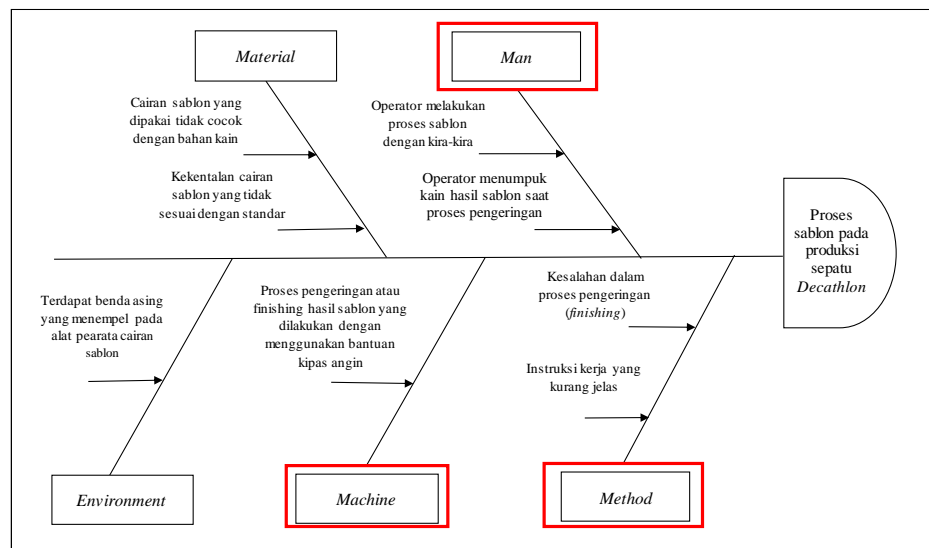 Material
Man
Cairan sablon yang
dipakai tidak cocok
dengan bahan kain
Kekentalan cairan
sablon yang tidak
sesuai dengan standar
Operator melakukan
proses sablon
dengan kira-kira
Operator menumpuk
kain hasil sablon saat
proses pengeringan
Proses
sablon pada
produksi
sepatu
Decathlon
Terdapat benda asing
yang menempel pada
alat pearata cairan
sablon
Proses pengeringan atau
finishing hasil sablon yang
dilakukan dengan
menggunakan bantuan
kipas angin
Kesalahan dalam
proses pengeringan
(finishing)
Instruksi kerja yang
kurang jelas
Environment
Machine
Method